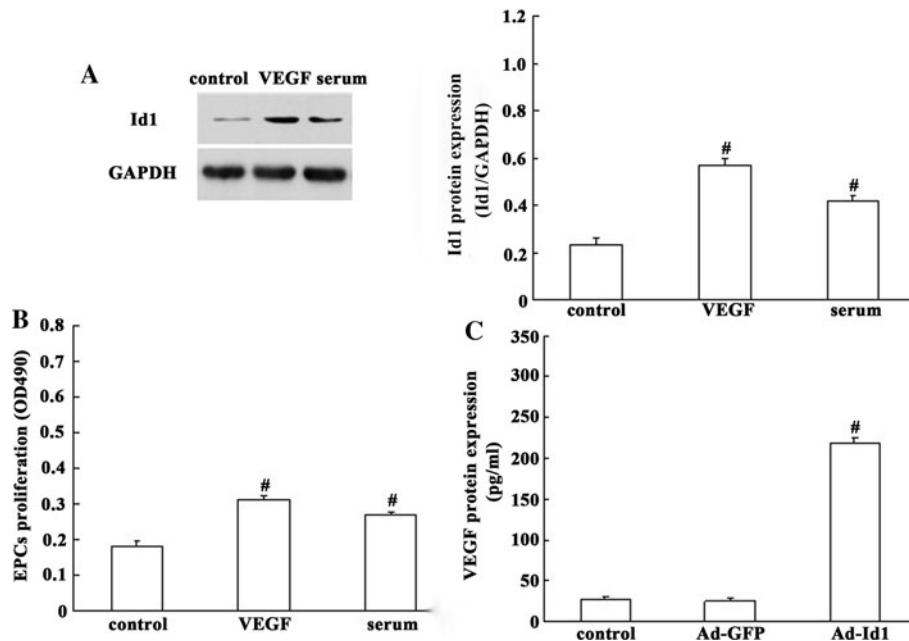 A
control VEGF serum
Id1
GAPDH
Id1 protein expression
(Id1/GAPDH)
1.2
1.0
0.8
0.6
0.4
0.2
0
#
#
control VEGF serum
B
EPCs proliferation (OD490)
0.8
0.7
0.6
0.5
0.4
0.3
0.2
0.1
0
#
#
control VEGF serum
C
VEGF protein expression
(pg/ml)
350
300
250
200
150
100
50
0
#
control Ad-GFP Ad-Id1